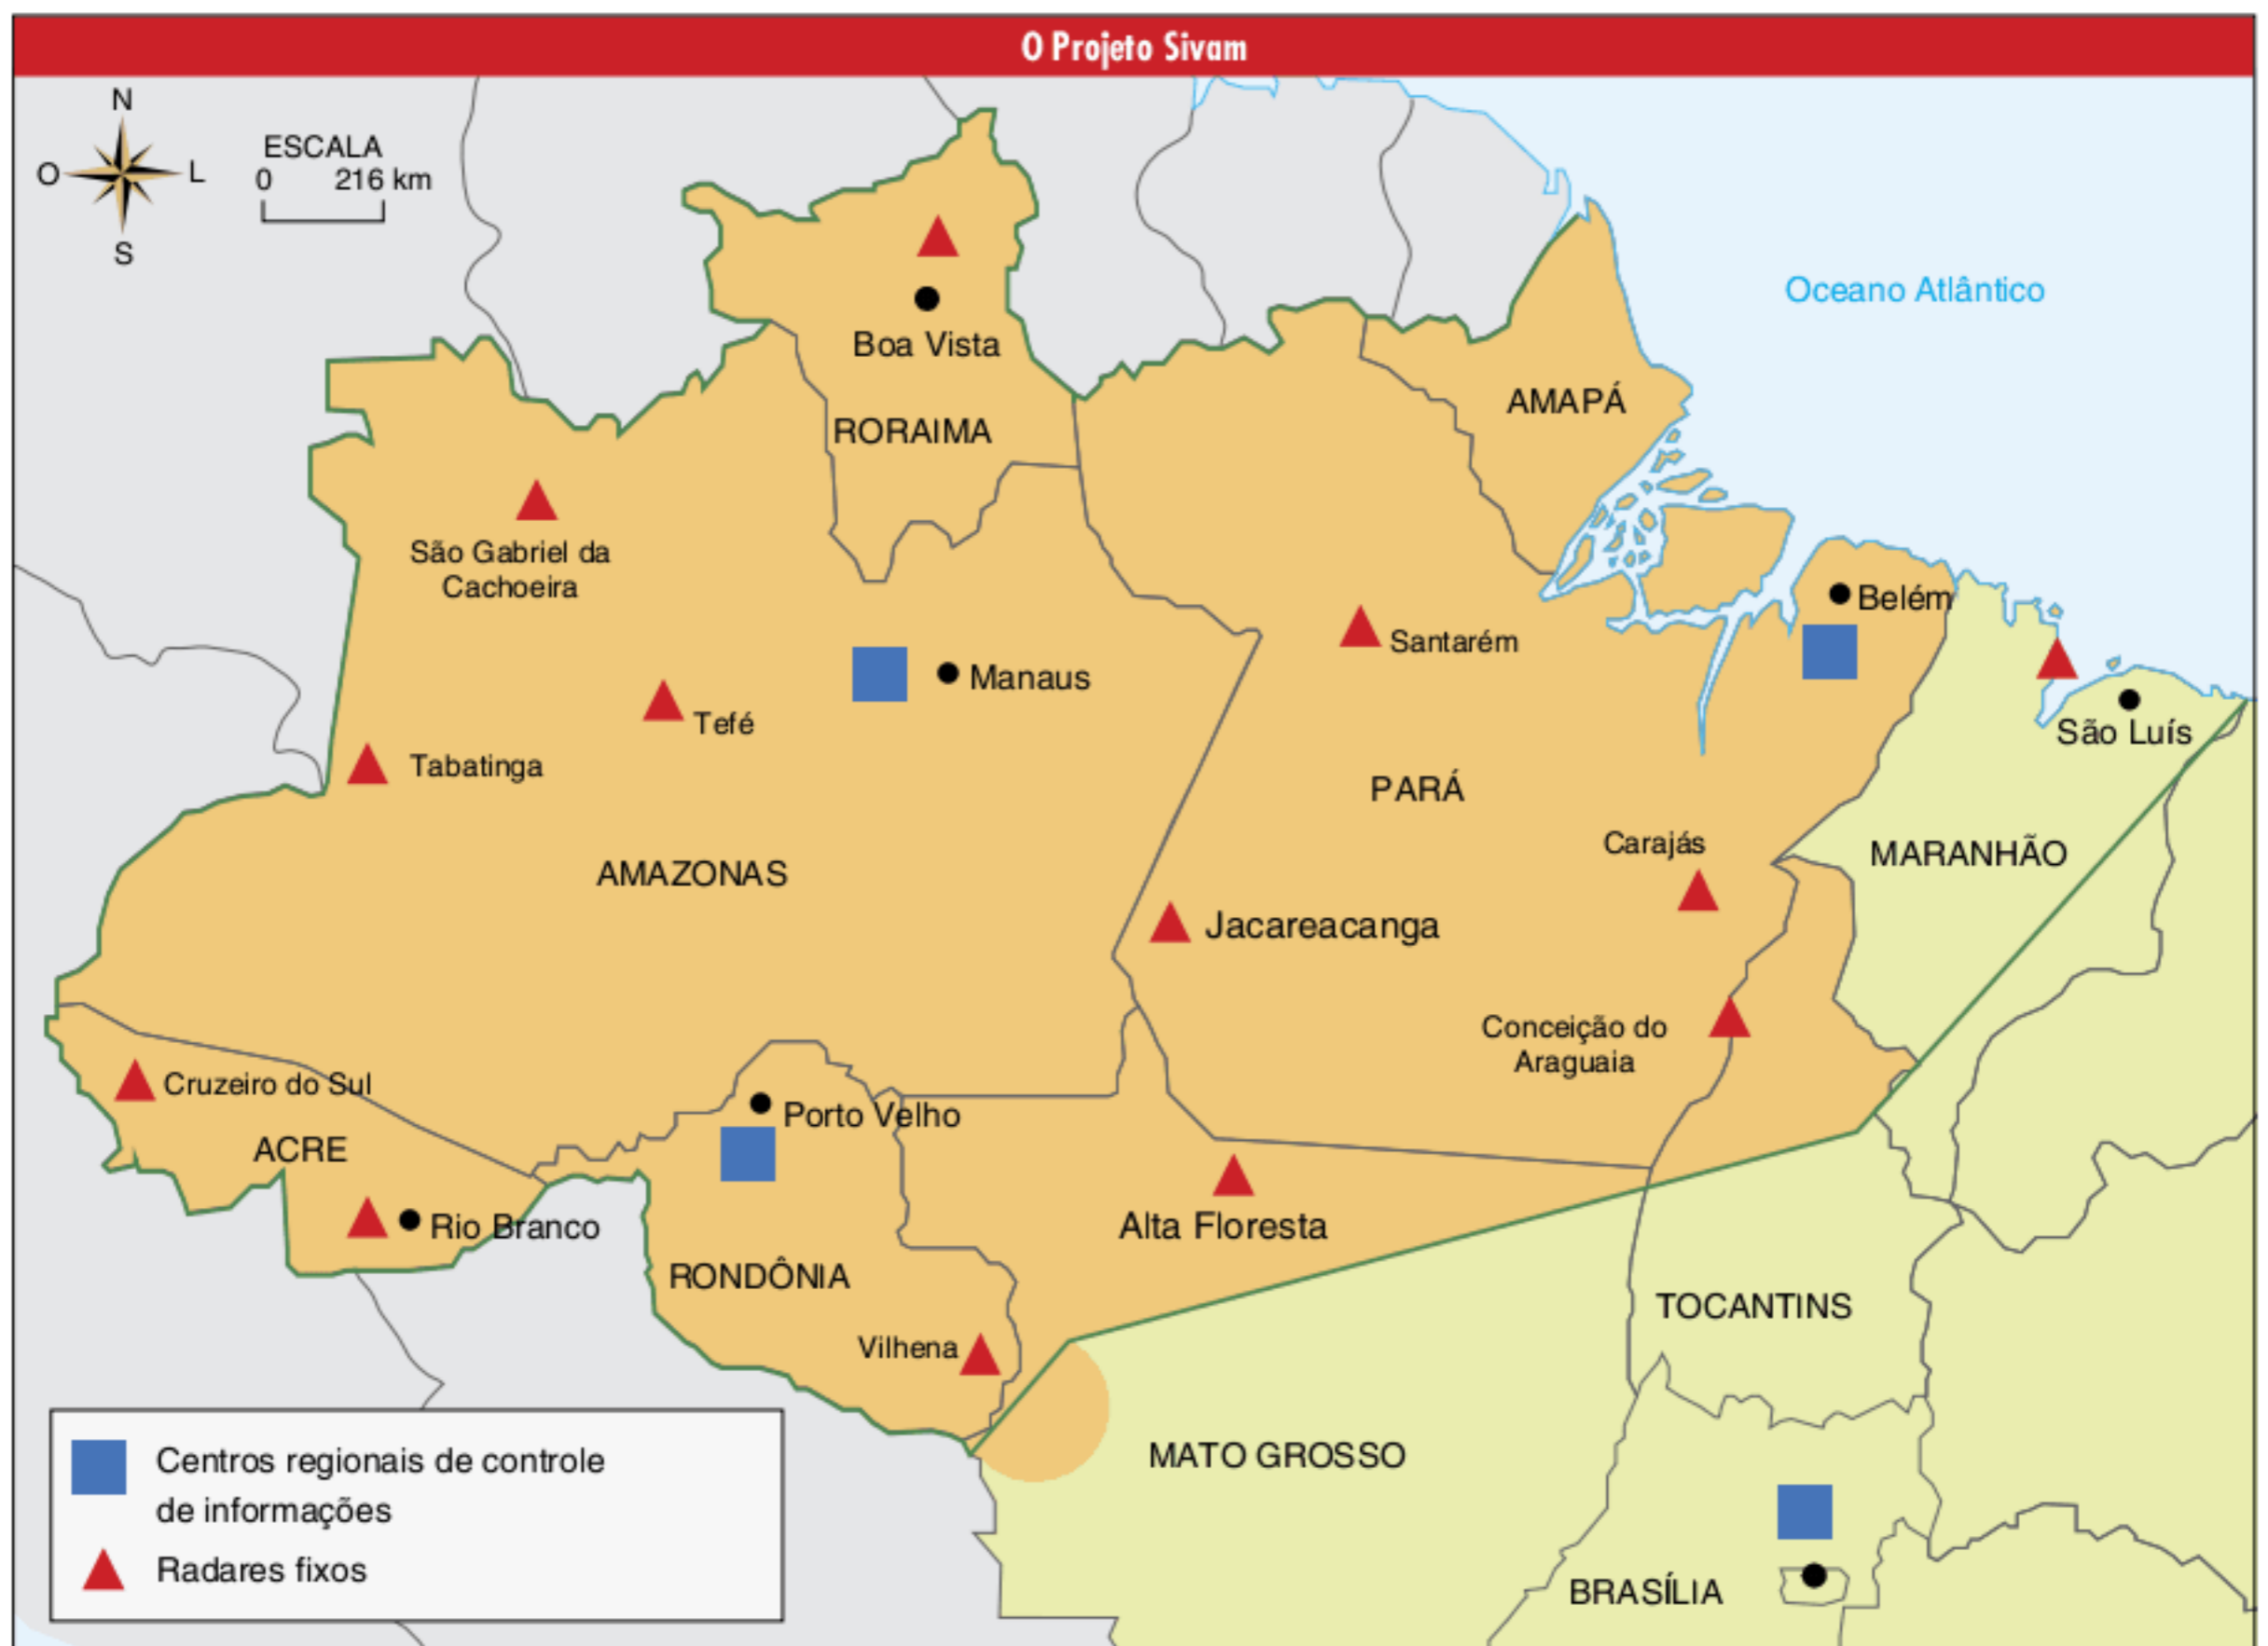 O Projeto Sivam
N
O
L
S
ESCALA
0 216 km
Oceano Atlântico
Boa Vista
RORAIMA
AMAPÁ
São Gabriel da
Cachoeira
Belém
Santarém
Manaus
Tefé
São Luís
Tabatinga
PARÁ
Carajás
MARANHÃO
AMAZONAS
Jacareacanga
Conceição do
Araguaia
Cruzeiro do Sul
Porto Velho
ACRE
Rio Branco
Alta Floresta
RONDÔNIA
TOCANTINS
Vilhena
MATO GROSSO
BRASÍLIA
Centros regionais de controle
de informações
Radares fixos